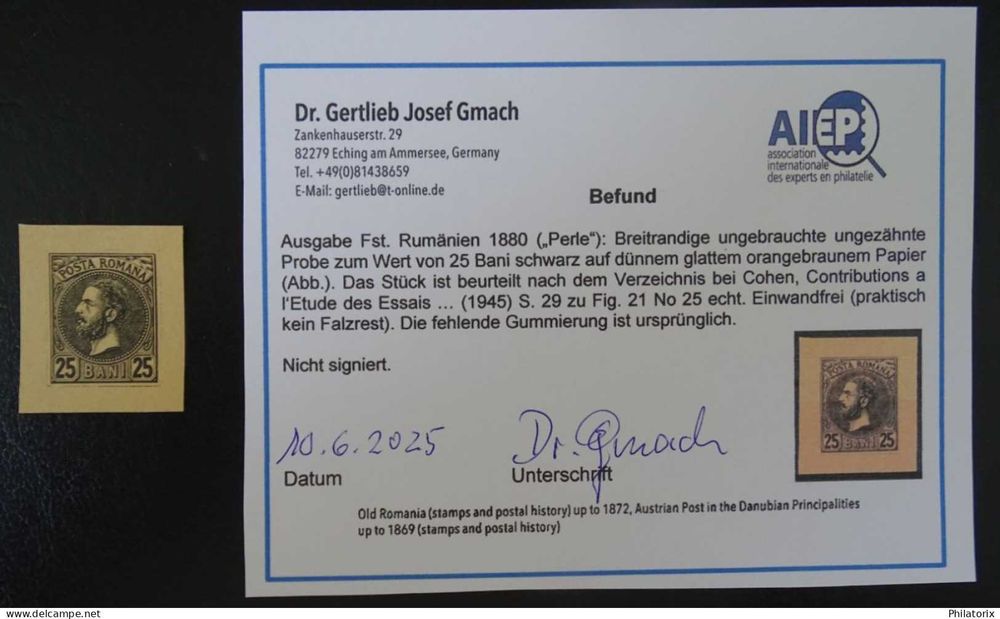 Dr. Gertlieb Josef Gmach
Zankenhauserstr. 29
82279 Eching am Ammersee, Germany
Tel. +49(0)81438659
E-Mail: gertlieb@t-online.de
AIEP
association
internationale
des experts en philatelie
Befund
Ausgabe Fst. Rumänien 1880 („Perle“): Breitrandige ungebrauchte ungezähnte
Probe zum Wert von 25 Bani schwarz auf dünnem glattem orangebraunem Papier
(Abb.). Das Stück ist beurteilt nach dem Verzeichnis bei Cohen, Contributions a
l'Etude des Essais ... (1945) S. 29 zu Fig. 21 No 25 echt. Einwandfrei (praktisch
kein Falzrest). Die fehlende Gummierung ist ursprünglich.
Nicht signiert.
10.6.2025
Dr. Gmach
Datum
Unterschrift
Old Romania (stamps and postal history) up to 1872, Austrian Post in the Danubian Principalities
up to 1869 (stamps and postal history)
POSTA ROMANA
25 BANI 25
POSTA ROMANA
25 BANI 25
Philatorix